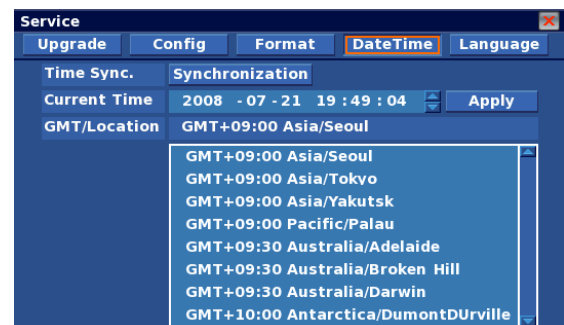 Service
Upgrade Config Format DateTime Language
Time Sync. Synchronization
Current Time 2008 - 07 - 21 19 : 49 : 04 Apply
GMT/Location GMT+09:00 Asia/Seoul
GMT+09:00 Asia/Seoul
GMT+09:00 Asia/Tokyo
GMT+09:00 Asia/Yakutsk
GMT+09:00 Pacific/Palau
GMT+09:30 Australia/Adelaide
GMT+09:30 Australia/Broken Hill
GMT+09:30 Australia/Darwin
GMT+10:00 Antarctica/DumontDUrville